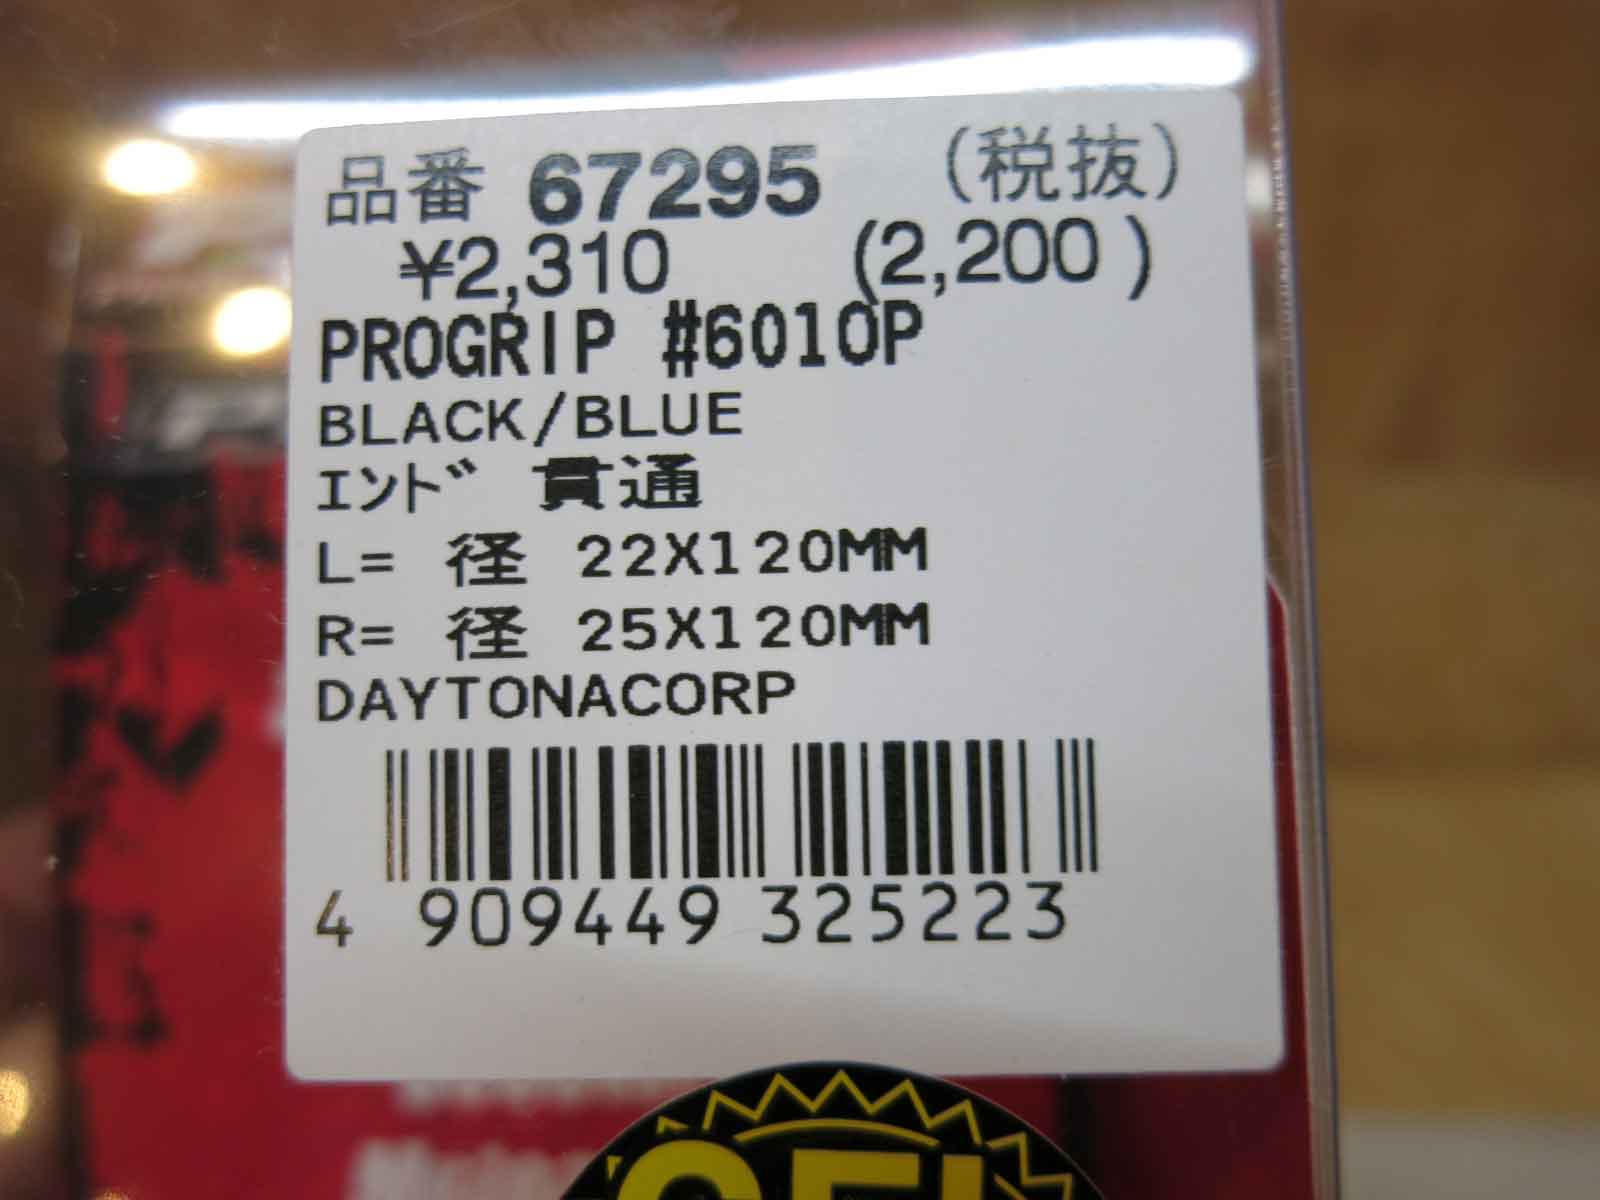 品番 67295 (税抜)
¥2,310 (2,200 )
PROGRIP #6010P
BLACK/BLUE
エンド 貫通
L= 径 22X120MM
R= 径 25X120MM
DAYTONACORP
4 909449 325223